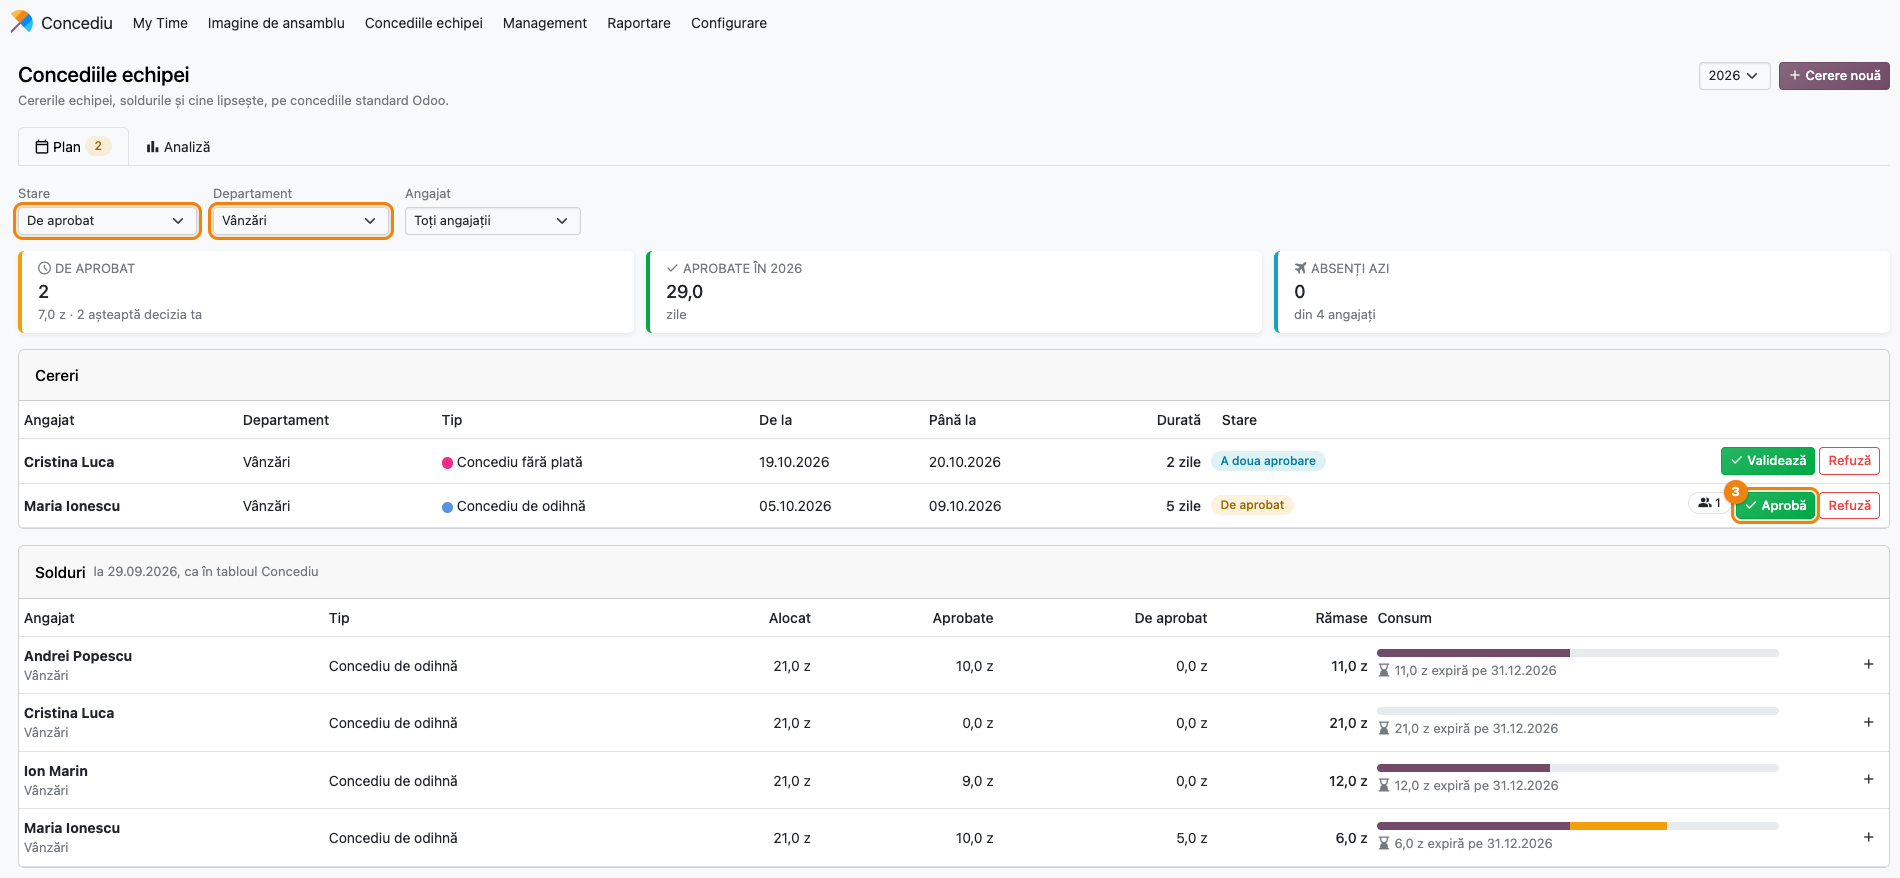 Concediu My Time Imagine de ansamblu Concediile echipei Management Raportare Configurare
Concediile echipei
2026 + Cerere nouă
Cererile echipei, soldurile și cine lipsește, pe concediile standard Odoo.
Plan 2 Analiză
Stare Departament Angajat
De aprobat Vânzări Toți angajații
DE APROBAT APROBATE ÎN 2026 ABSENȚI AZI
2 29,0 0
7,0 z · 2 așteaptă decizia ta zile din 4 angajați
Cereri
Angajat Departament Tip De la Până la Durată Stare
Cristina Luca Vânzări Concediu fără plată 19.10.2026 20.10.2026 2 zile A doua aprobare Validează Refuză
Maria Ionescu Vânzări Concediu de odihnă 05.10.2026 09.10.2026 5 zile De aprobat 1 3 Aprobă Refuză
Solduri la 29.09.2026, ca în tabloul Concediu
Angajat Tip Alocat Aprobate De aprobat Rămase Consum
Andrei Popescu
Vânzări Concediu de odihnă 21,0 z 10,0 z 0,0 z 11,0 z 11,0 z expiră pe 31.12.2026 +
Cristina Luca
Vânzări Concediu de odihnă 21,0 z 0,0 z 0,0 z 21,0 z 21,0 z expiră pe 31.12.2026 +
Ion Marin
Vânzări Concediu de odihnă 21,0 z 9,0 z 0,0 z 12,0 z 12,0 z expiră pe 31.12.2026 +
Maria Ionescu
Vânzări Concediu de odihnă 21,0 z 10,0 z 5,0 z 6,0 z 6,0 z expiră pe 31.12.2026 +